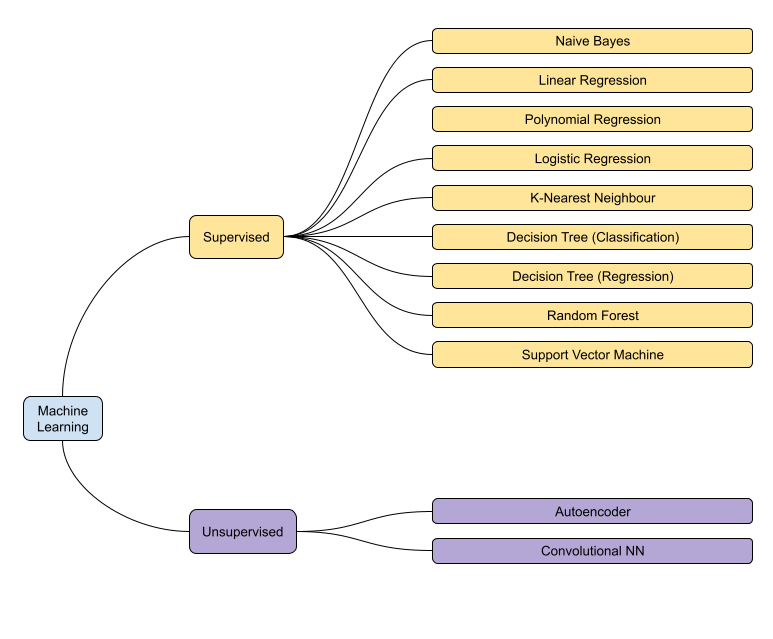 Naive Bayes
Linear Regression
Polynomial Regression
Logistic Regression
K-Nearest Neighbour
Supervised
Decision Tree (Classification)
Decision Tree (Regression)
Random Forest
Support Vector Machine
Machine
Learning
Autoencoder
Unsupervised
Convolutional NN